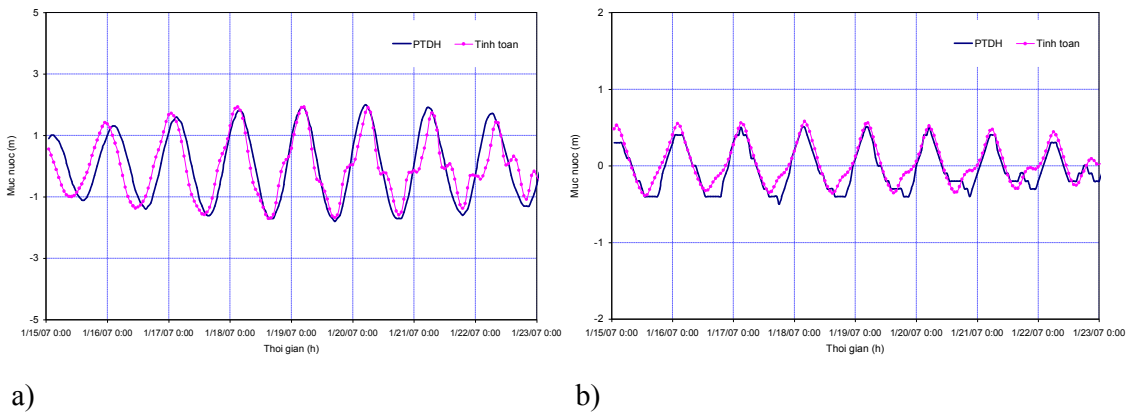 5
3
1
-1
-3
-5
Muc nuoc (m)
PTDH Tinh toan
1/15/07 0:00 1/16/07 0:00 1/17/07 0:00 1/18/07 0:00 1/19/07 0:00 1/20/07 0:00 1/21/07 0:00 1/22/07 0:00 1/23/07 0:00
Thoi gian (h)
a)
2
1
0
-1
-2
Muc nuoc (m)
PTDH Tinh toan
1/15/07 0:00 1/16/07 0:00 1/17/07 0:00 1/18/07 0:00 1/19/07 0:00 1/20/07 0:00 1/21/07 0:00 1/22/07 0:00 1/23/07 0:00
Thoi gian (h)
b)